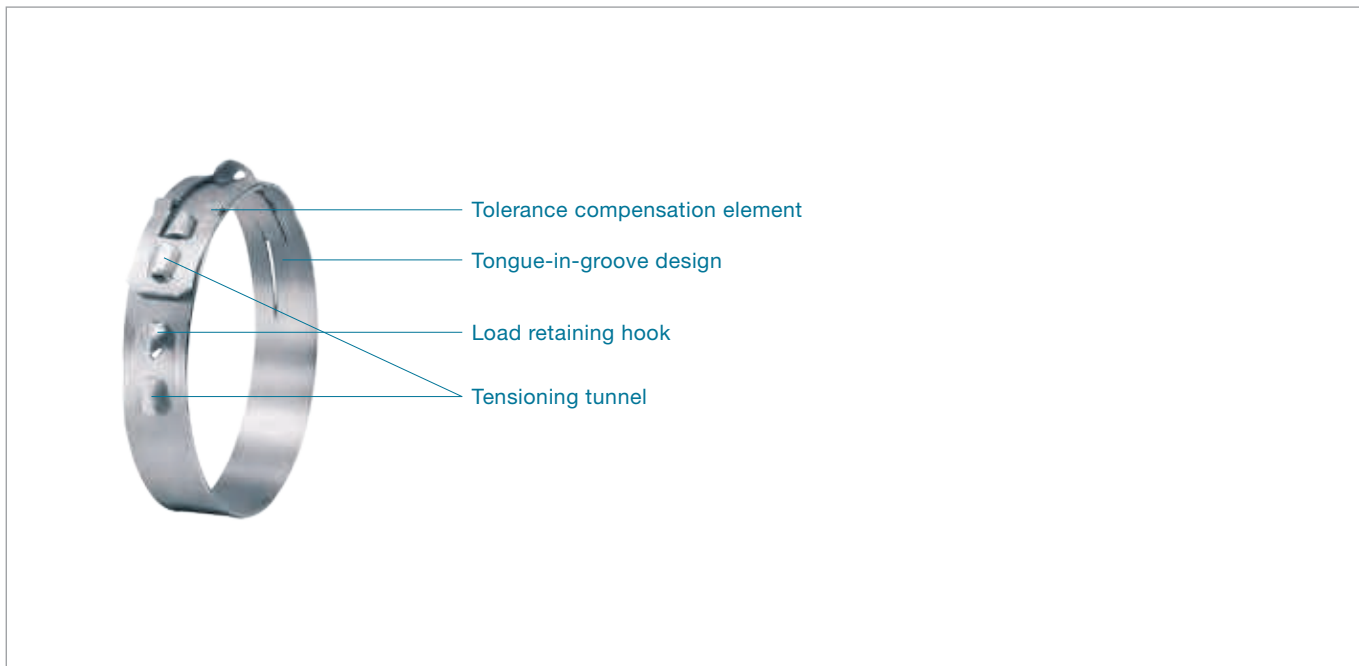 Tolerance compensation element
Tongue-in-groove design
Load retaining hook
Tensioning tunnel